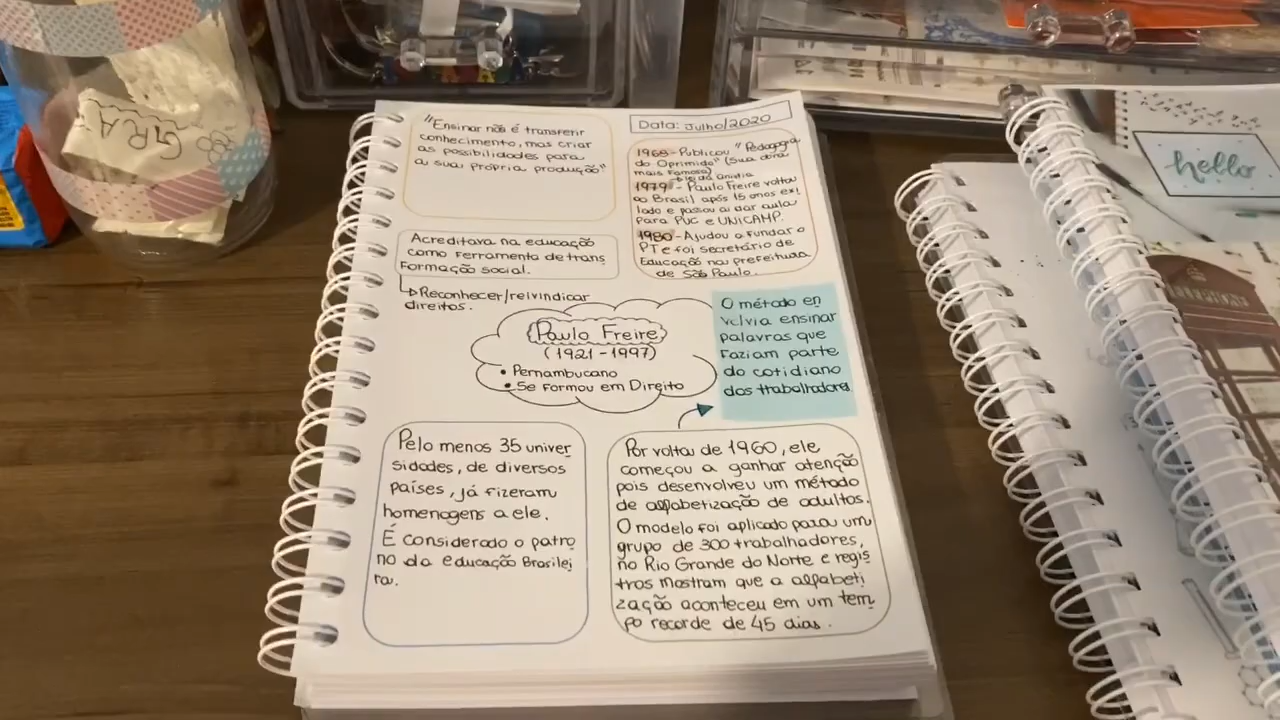 "Ensinar não é transferir
conhecimento, mas criar
as possibilidades para
a sua própria produção"
Data: Julho/2020
1968 - Publicou "Pedagogia
do Oprimido" (sua obra
mais famosa)
lei da anistia
1979 - Paulo Freire voltou
ao Brasil após 15 anos exi
lado e passou a dar aula
para PUC e UNICAMP.
1980 - Ajudou a fundar o
PT e foi secretário de
Educação na prefeitura
de São Paulo.
Acreditava na educação
como ferramenta de trans
formação social.
Reconhecer/reivindicar
direitos.
Paulo Freire
(1921-1997)
• Pernambucano
• Se formou em Direito
O método en
volvia ensinar
palavras que
faziam parte
do cotidiano
dos trabalhadores
Pelo menos 35 univer
sidades, de diversos
países, já fizeram
homenagens a ele.
É considerado o patro
no da educação Brasilei
ra.
Por volta de 1960, ele
começou a ganhar atenção
pois desenvolveu um método
de alfabetização de adultos.
O modelo foi aplicado para um
grupo de 300 trabalhadores,
no Rio Grande do Norte e regis
tros mostram que a alfabeti
zação aconteceu em um tem
po recorde de 45 dias.
GRA
hello